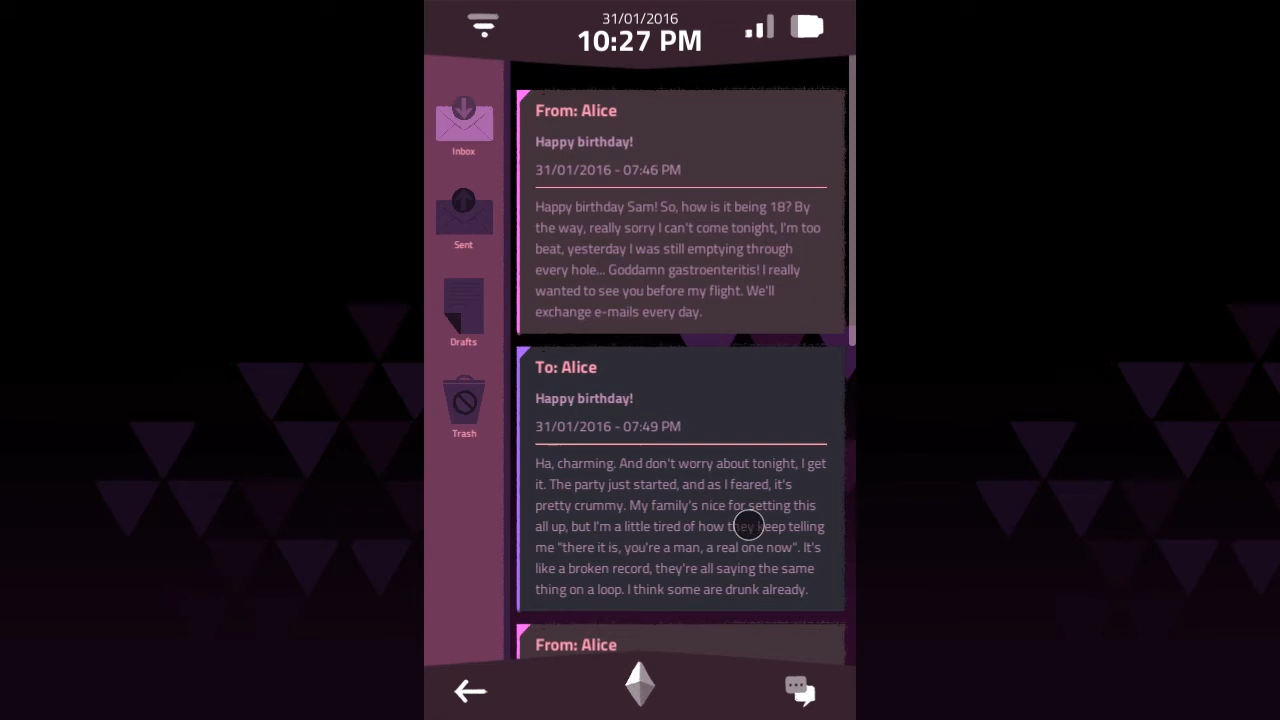 31/01/2016
10:27 PM
Inbox
Sent
Drafts
Trash
From: Alice
Happy birthday!
31/01/2016 - 07:46 PM
Happy birthday Sam! So, how is it being 18? By
the way, really sorry I can't come tonight, I'm too
beat, yesterday I was still emptying through
every hole... Goddamn gastroenteritis! I really
wanted to see you before my flight. We'll
exchange e-mails every day.
To: Alice
Happy birthday!
31/01/2016 - 07:49 PM
Ha, charming. And don't worry about tonight, I get
it. The party just started, and as I feared, it's
pretty crummy. My family's nice for setting this
all up, but I'm a little tired of how they keep telling
me "there it is, you're a man, a real one now". It's
like a broken record, they're all saying the same
thing on a loop. I think some are drunk already.
From: Alice